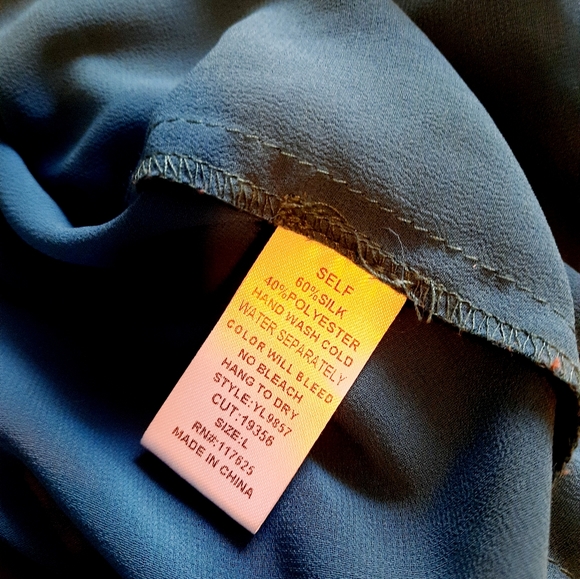 SELF
60%SILK
40%POLYESTER
HAND WASH COLD
WATER SEPARATELY
COLOR WILL BLEED
NO BLEACH
HANG TO DRY
STYLE:YL9857
CUT:19356
SIZE:L
RN#:117625
MADE IN CHINA